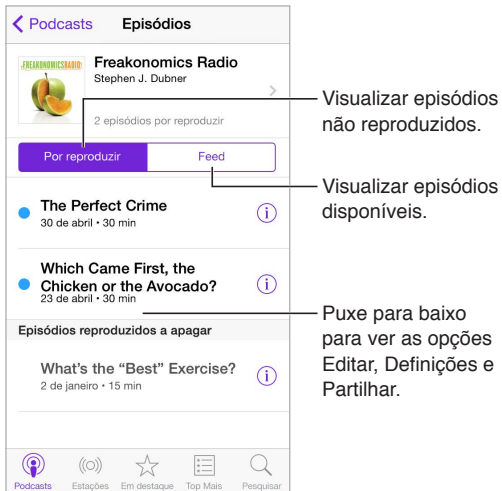 Podcasts
Episódios
FREAKONOMICSRADIO
Freakonomics Radio
Stephen J. Dubner
2 episódios por reproduzir
Por reproduzir
Feed
The Perfect Crime
30 de abril • 30 min
Which Came First, the
Chicken or the Avocado?
23 de abril • 30 min
Episódios reproduzidos a apagar
What's the “Best” Exercise?
2 de janeiro • 15 min
Podcasts
Estações
Em destaque
Top Mais
Pesquisar
Visualizar episódios
não reproduzidos.
Visualizar episódios
disponíveis.
Puxe para baixo
para ver as opções
Editar, Definições e
Partilhar.